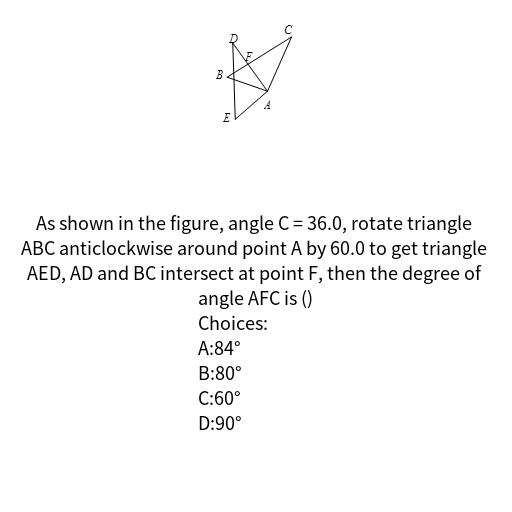 C
D
F
B
A
E
As shown in the figure, angle C = 36.0, rotate triangle
ABC anticlockwise around point A by 60.0 to get triangle
AED, AD and BC intersect at point F, then the degree of
angle AFC is ()
Choices:
A:84°
B:80°
C:60°
D:90°